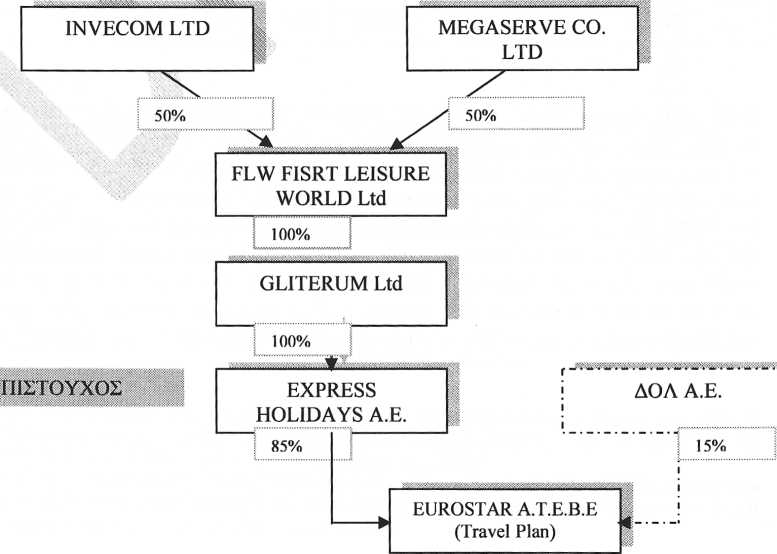 INVECOM LTD
MEGASERVE CO.
LTD
50%
50%
FLW FISRT LEISURE
WORLD Ltd
100%
GLITERUM Ltd
100%
ΠΙΣΤΟΥΧΟΣ
EXPRESS
HOLIDAYS A.E.
ΔΟΛ Α.Ε.
85%
15%
EUROSTAR A.T.E.B.E
(Travel Plan)